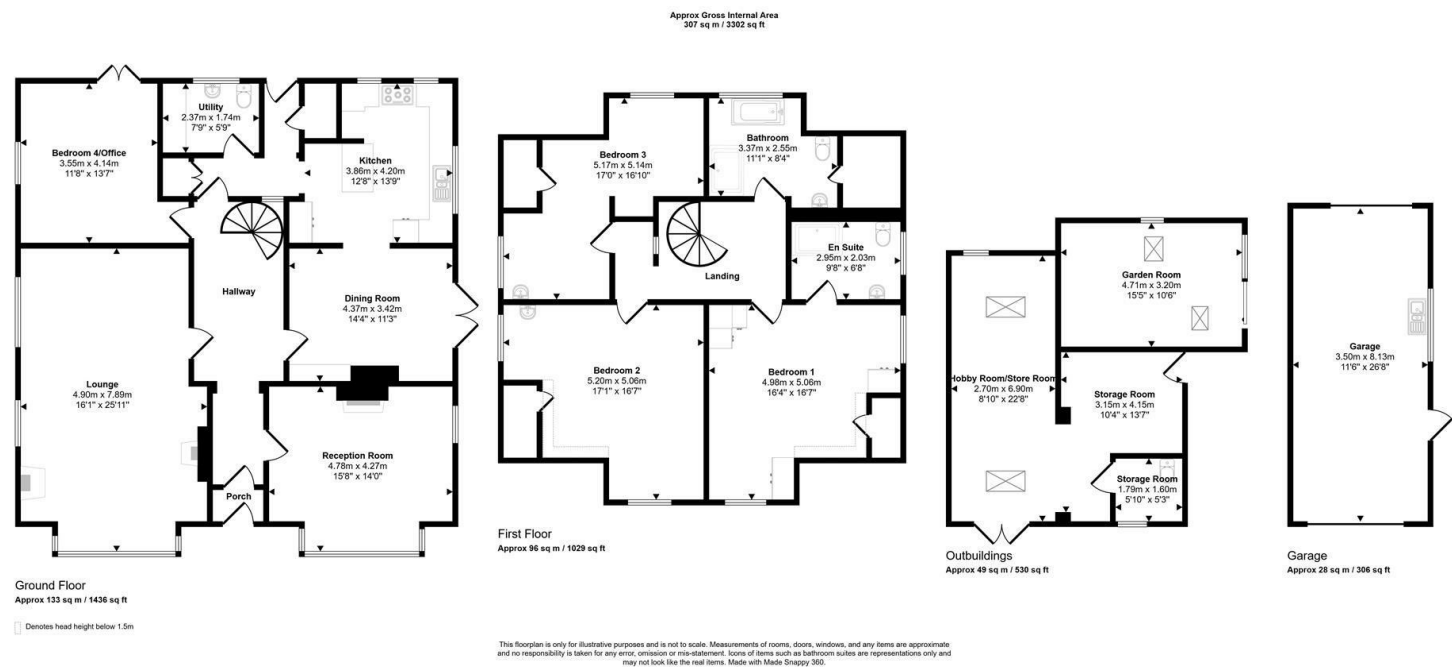 Approx Gross Internal Area
307 sq m / 3302 sq ft
Utility
2.37m x 1.74m
7'9" x 5'9"
Bedroom 4/Office
3.55m x 4.14m
11'8" x 13'7"
Kitchen
3.86m x 4.20m
12'8" x 13'9"
Hallway
Dining Room
4.37m x 3.42m
14'4" x 11'3"
Lounge
4.90m x 7.89m
16'1" x 25'11"
Reception Room
4.78m x 4.27m
15'8" x 14'0"
Porch
Ground Floor
Approx 133 sq m / 1436 sq ft
Denotes head height below 1.5m
Bathroom
3.37m x 2.55m
11'1" x 8'4"
Bedroom 3
5.17m x 5.14m
17'0" x 16'10"
En Suite
2.95m x 2.03m
9'8" x 6'8"
Landing
Bedroom 2
5.20m x 5.06m
17'1" x 16'7"
Bedroom 1
4.98m x 5.06m
16'4" x 16'7"
First Floor
Approx 96 sq m / 1029 sq ft
Garden Room
4.71m x 3.20m
15'5" x 10'6"
Hobby Room/Store Room
2.70m x 6.90m
8'10" x 22'8"
Storage Room
3.15m x 4.15m
10'4" x 13'7"
Storage Room
1.79m x 1.60m
5'10" x 5'3"
Outbuildings
Approx 49 sq m / 530 sq ft
Garage
3.50m x 8.13m
11'6" x 26'8"
Garage
Approx 28 sq m / 306 sq ft
This floorplan is only for illustrative purposes and is not to scale. Measurements of rooms, doors, windows, and any items are approximate
and no responsibility is taken for any error, omission or mis-statement. Icons of items such as bathroom suites are representations only and
may not look like the real items. Made with Made Snappy 360.